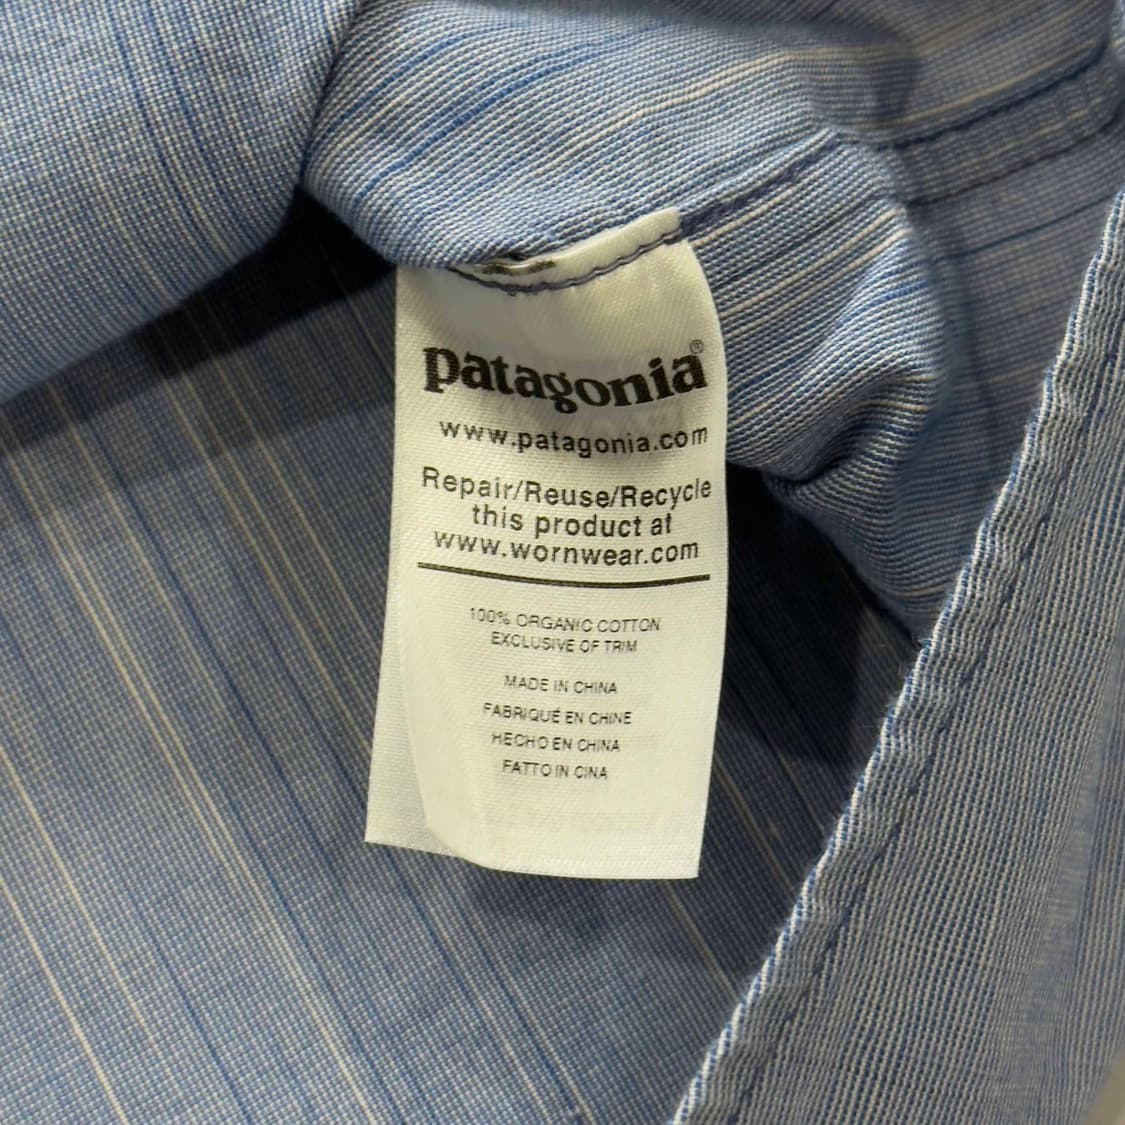 patagonia®
www.patagonia.com
Repair/Reuse/Recycle
this product at
www.wornwear.com
100% ORGANIC COTTON
EXCLUSIVE OF TRIM
MADE IN CHINA
FABRIQUÉ EN CHINE
HECHO EN CHINA
FATTO IN CINA